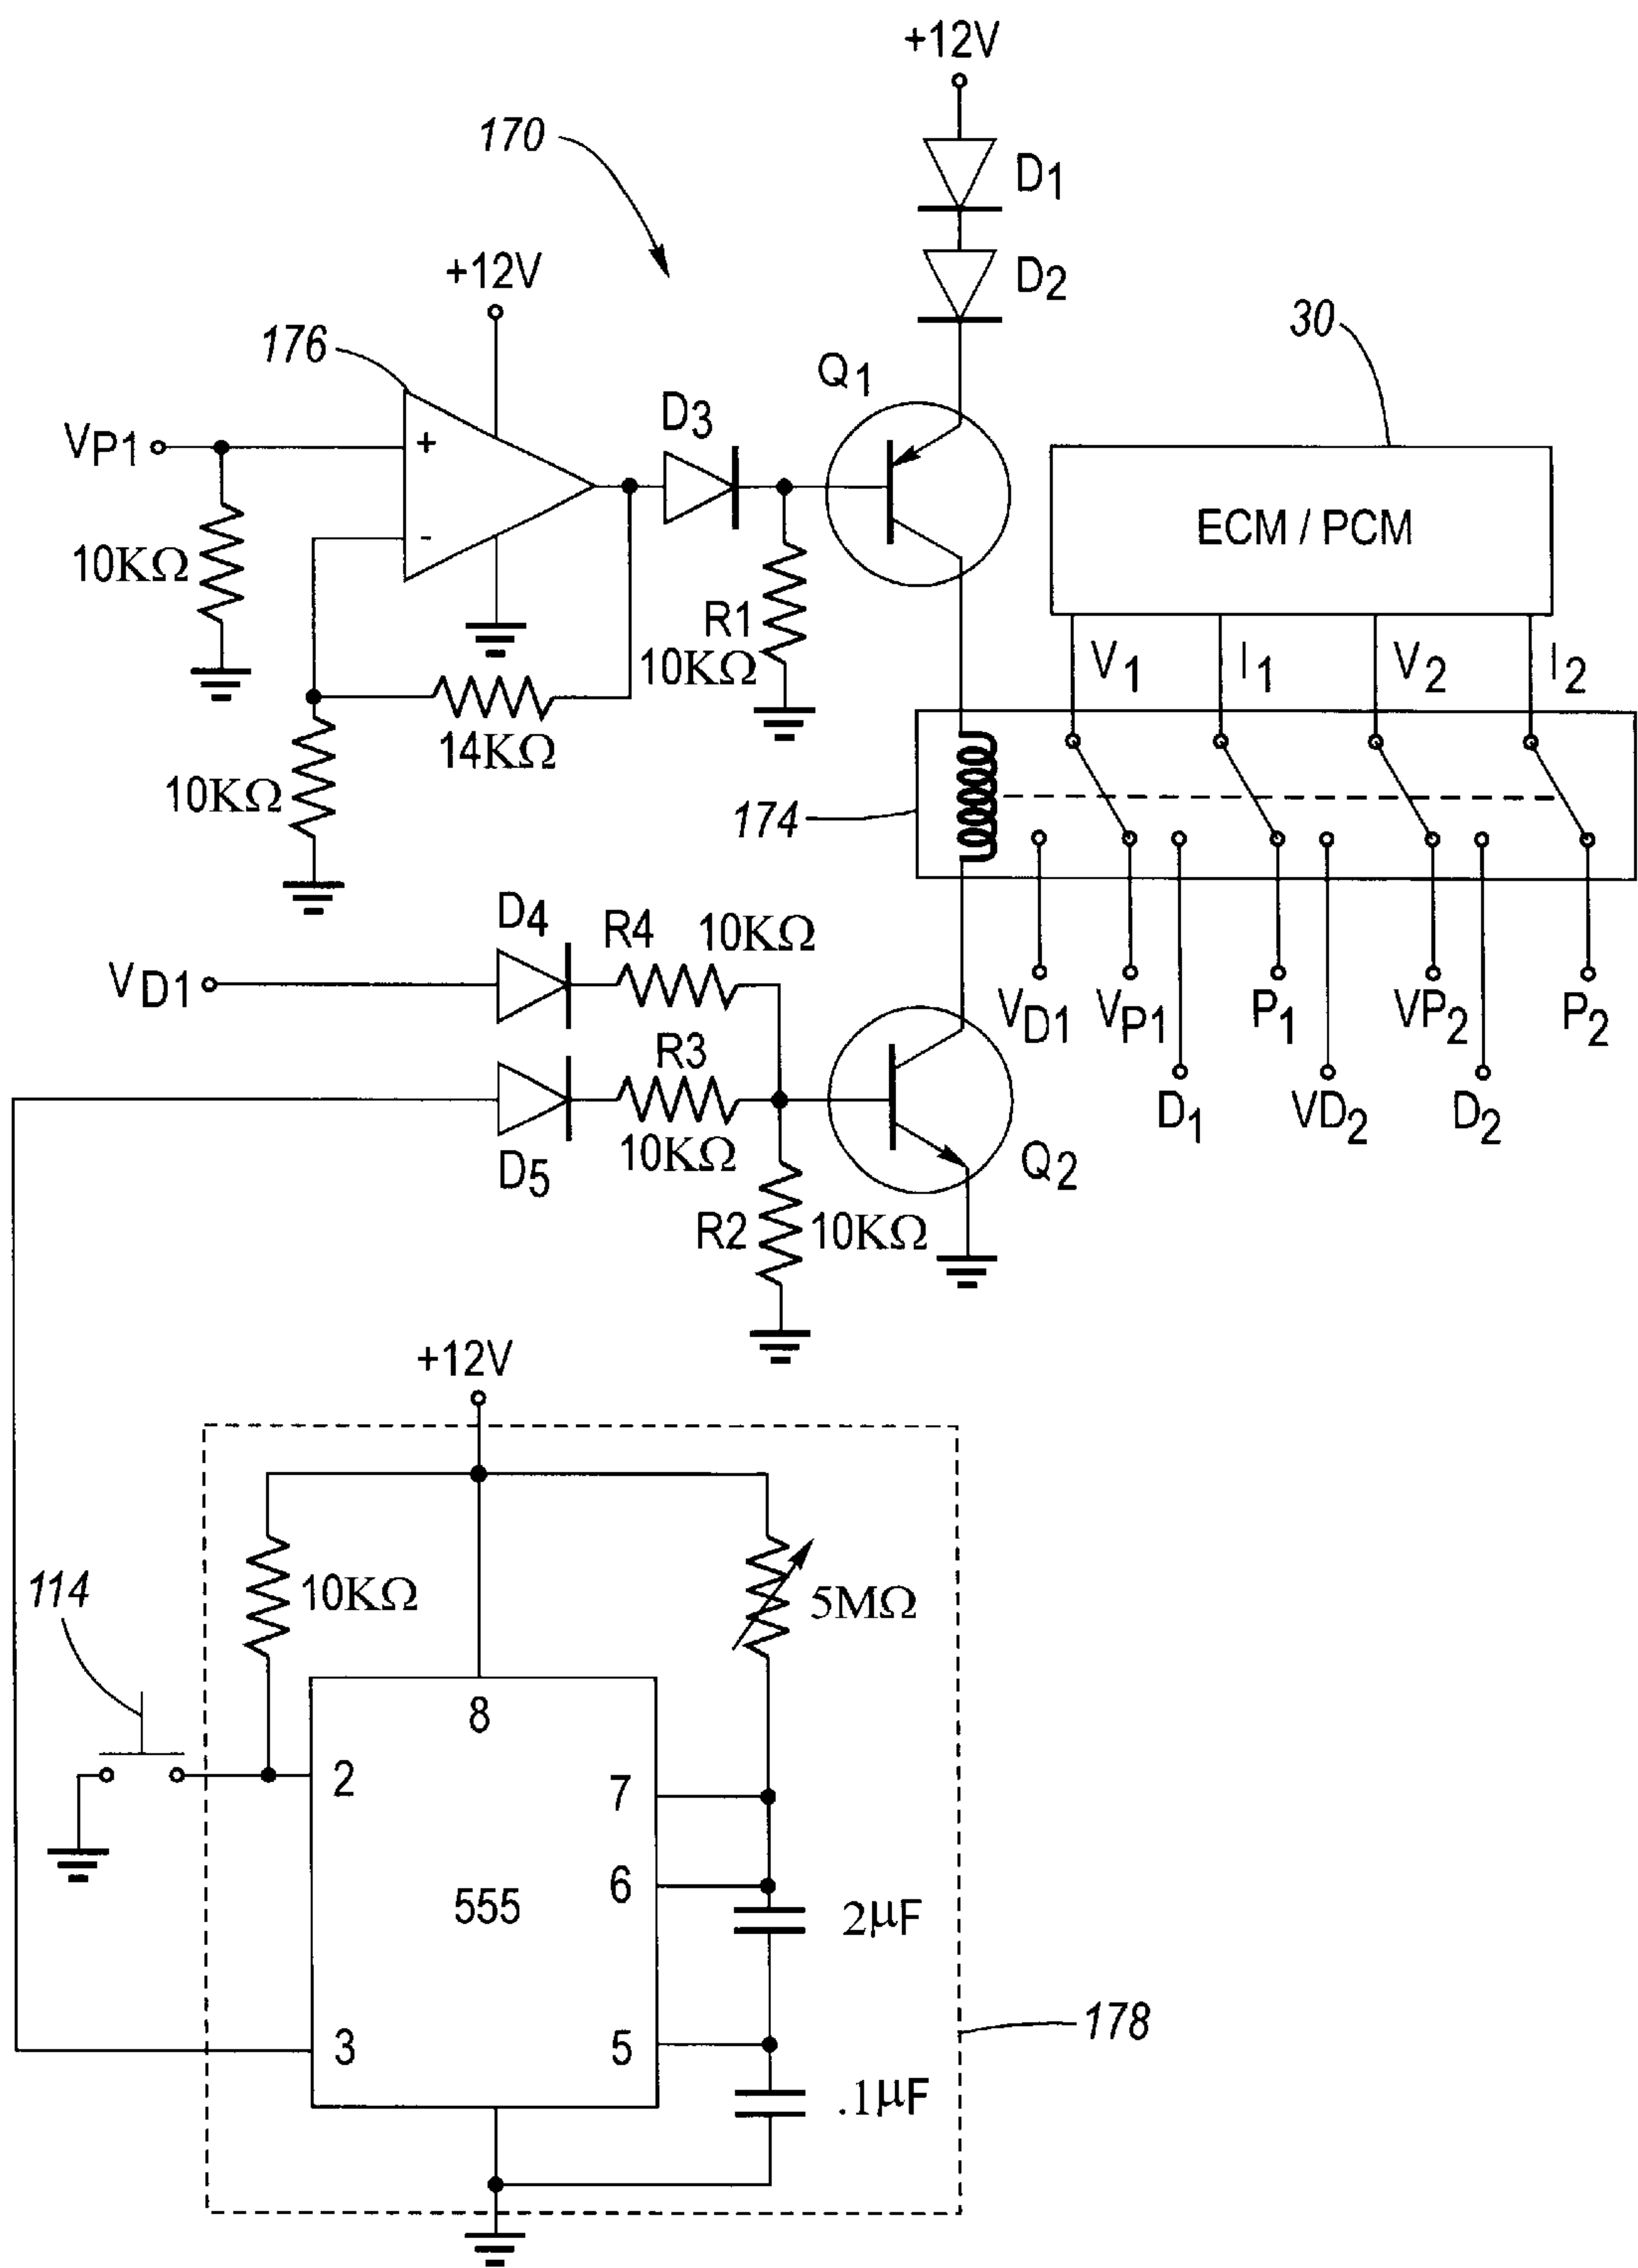 +12V
170
D1
+12V
D2
176
30
Q1
D3
VP1
+
ECM / PCM
-
10KΩ
R1
10KΩ
V1
I1
V2
I2
14KΩ
10KΩ
174
D4
R4
10KΩ
VD1
VD1
VP1
P1
VP2
P2
R3
D1
VD2
D2
10KΩ
D5
Q2
R2
10KΩ
+12V
114
10KΩ
5MΩ
8
2
7
6
555
2µF
178
3
5
.1µF